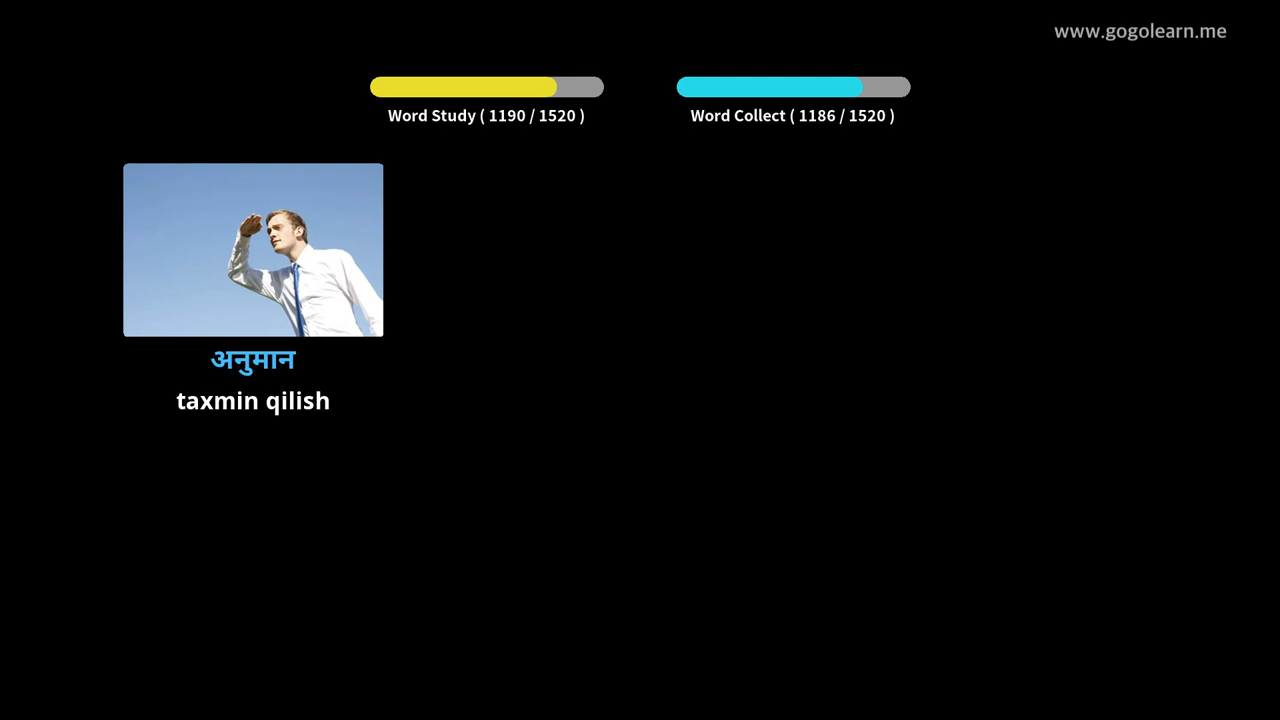 www.gogolearn.me
Word Study ( 1190 / 1520 )
Word Collect ( 1186 / 1520 )
अनुमान
taxmin qilish